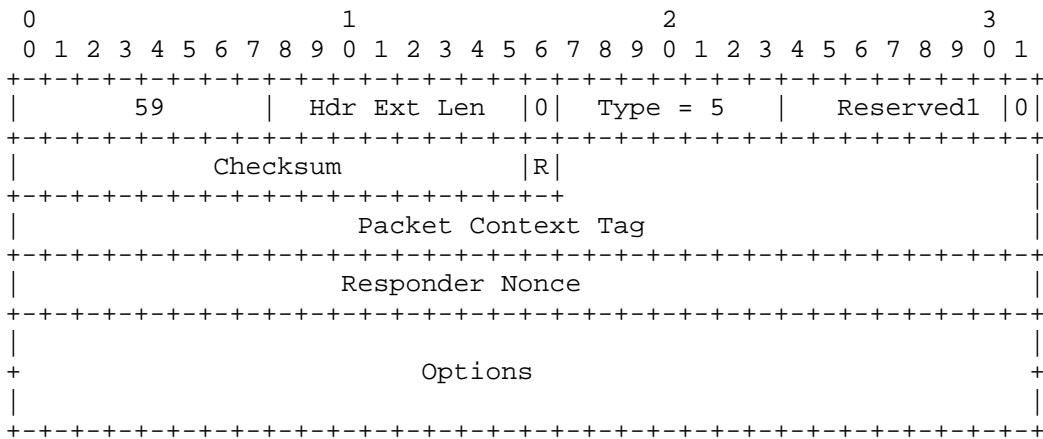 0                   1                   2                   3
 0 1 2 3 4 5 6 7 8 9 0 1 2 3 4 5 6 7 8 9 0 1 2 3 4 5 6 7 8 9 0 1
+-+-+-+-+-+-+-+-+-+-+-+-+-+-+-+-+-+-+-+-+-+-+-+-+-+-+-+-+-+-+-+-+
|       59      |  Hdr Ext Len  |0|  Type = 5   |   Reserved1 |0|
+-+-+-+-+-+-+-+-+-+-+-+-+-+-+-+-+-+-+-+-+-+-+-+-+-+-+-+-+-+-+-+-+
|            Checksum           |R|                             |
+-+-+-+-+-+-+-+-+-+-+-+-+-+-+-+-+-+                             |
|                     Packet Context Tag                        |
+-+-+-+-+-+-+-+-+-+-+-+-+-+-+-+-+-+-+-+-+-+-+-+-+-+-+-+-+-+-+-+-+
|                    Responder Nonce                            |
+-+-+-+-+-+-+-+-+-+-+-+-+-+-+-+-+-+-+-+-+-+-+-+-+-+-+-+-+-+-+-+-+
|                                                               |
+                         Options                               +
|                                                               |
+-+-+-+-+-+-+-+-+-+-+-+-+-+-+-+-+-+-+-+-+-+-+-+-+-+-+-+-+-+-+-+-+